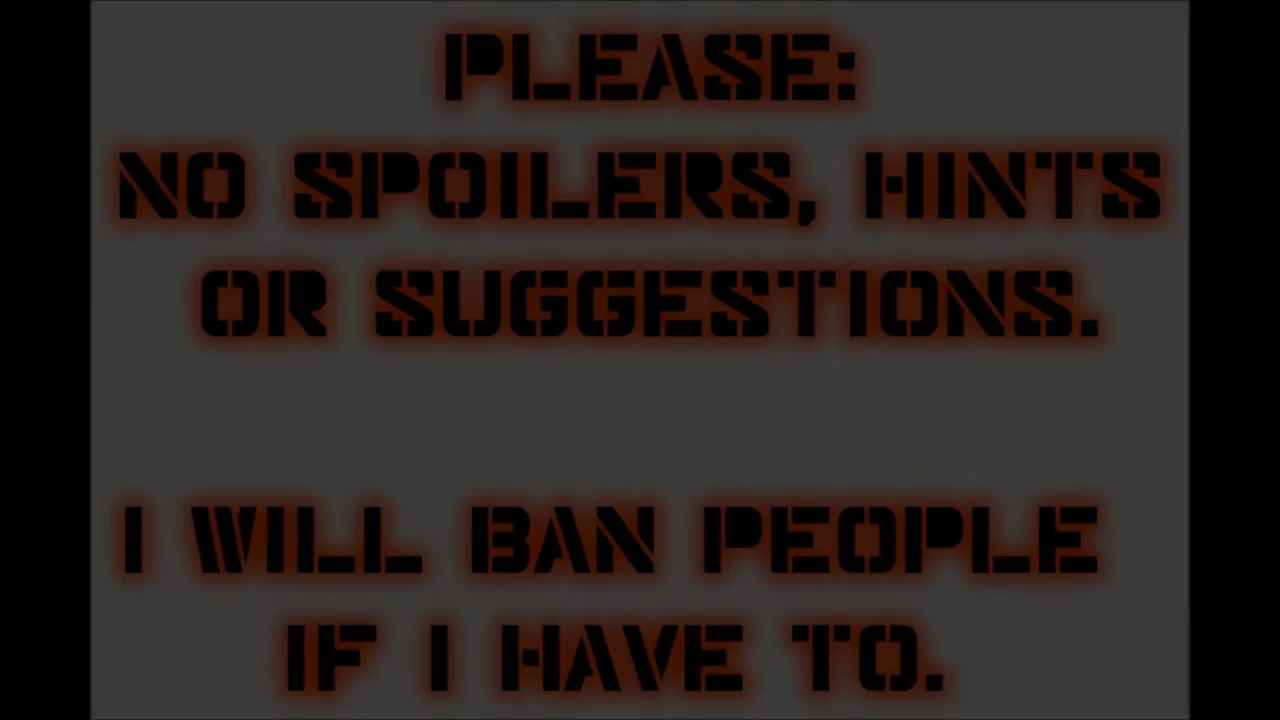 PLEASE:
NO SPOILERS, HINTS
OR SUGGESTIONS.
I WILL BAN PEOPLE
IF I HAVE TO.